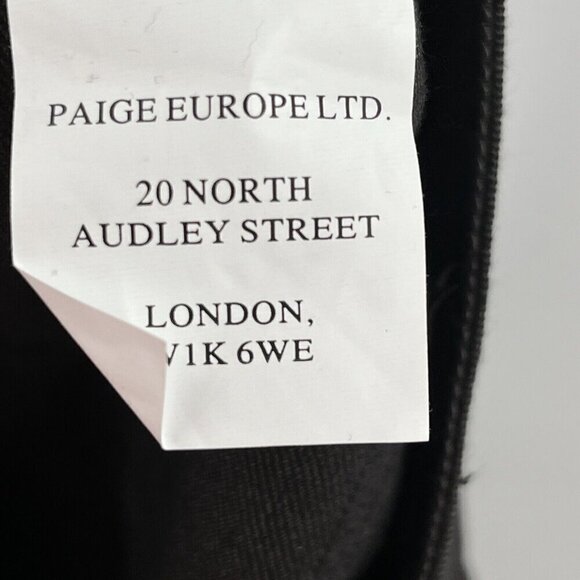 PAIGE EUROPE LTD.
20 NORTH
AUDLEY STREET
LONDON,
6WE